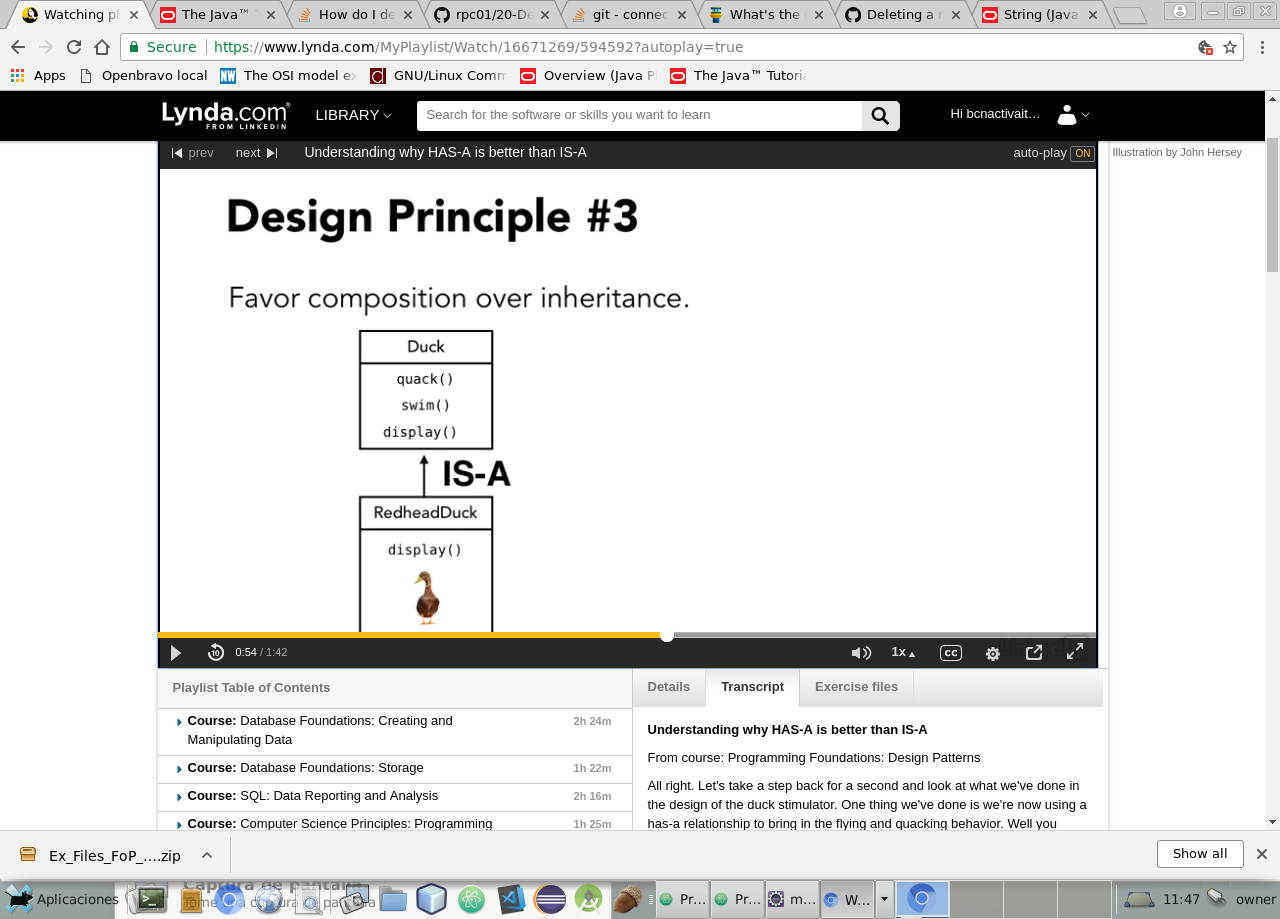 Watching pl
The Java™
How do I de
rpc01/20-De
git - connec
What's the
Deleting a r
String (Java
Secure
https://www.lynda.com/MyPlaylist/Watch/16671269/594592?autoplay=true
Apps
Openbravo local
The OSI model ex
GNU/Linux Comm
Overview (Java P
The Java™ Tutoria
Lynda.com
FROM LINKEDIN
LIBRARY
Search for the software or skills you want to learn
Hi bcnactivait...
prev
next
Understanding why HAS-A is better than IS-A
auto-play ON
Illustration by John Hersey
Design Principle #3
Favor composition over inheritance.
Duck
quack()
swim()
display()
IS-A
RedheadDuck
display()
10
0:54 / 1:42
1x
cc
Playlist Table of Contents
Course: Database Foundations: Creating and
Manipulating Data
2h 24m
Course: Database Foundations: Storage
1h 22m
Course: SQL: Data Reporting and Analysis
2h 16m
Course: Computer Science Principles: Programming
1h 25m
Details
Transcript
Exercise files
Understanding why HAS-A is better than IS-A
From course: Programming Foundations: Design Patterns
All right. Let's take a step back for a second and look at what we've done in
the design of the duck stimulator. One thing we've done is we're now using a
has-a relationship to bring in the flying and quacking behavior. Well you
Ex_Files_FoP_....zip
Show all
Aplicaciones
Captura de pantalla
Tome una captura de pantalla
Pr...
Pr...
m...
W...
11:47
owner